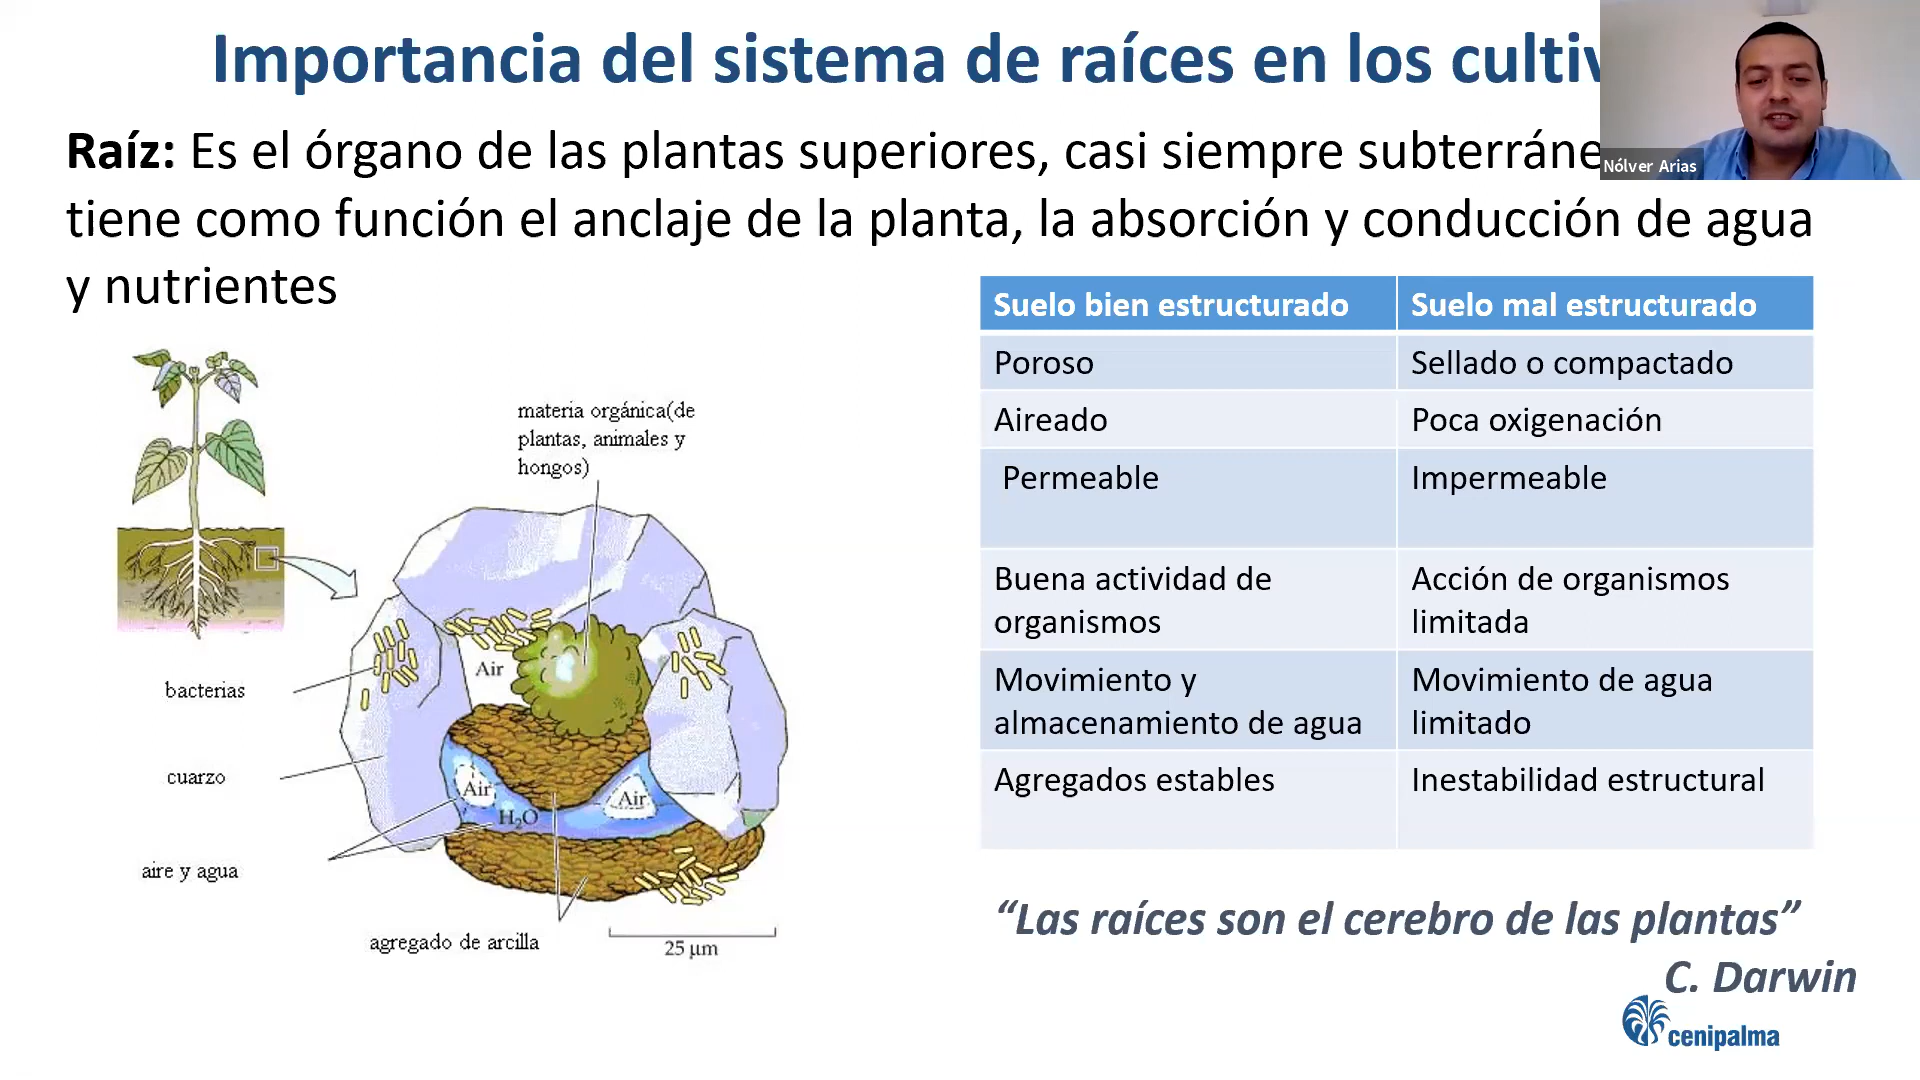 Importancia del sistema de raíces en los
Nólver Arias
Raíz: Es el órgano de las plantas superiores, casi siempre
tiene como función el anclaje de la planta, la absorción y conducción de agua
y nutrientes
Suelo bien estructurado
Suelo mal estructurado
Poroso
Sellado o compactado
Aireado
Poca oxigenación
Permeable
Impermeable
Buena actividad de
organismos
Acción de organismos
limitada
Movimiento y
almacenamiento de agua
Movimiento de agua
limitado
Agregados estables
Inestabilidad estructural
materia orgánica(de
plantas, animales y
hongos)
Air
bacterias
cuarzo
Air
Air
H₂O
aire y agua
agregado de arcilla
25 µm
“Las raíces son el cerebro de las plantas”
C. Darwin
cenipalma